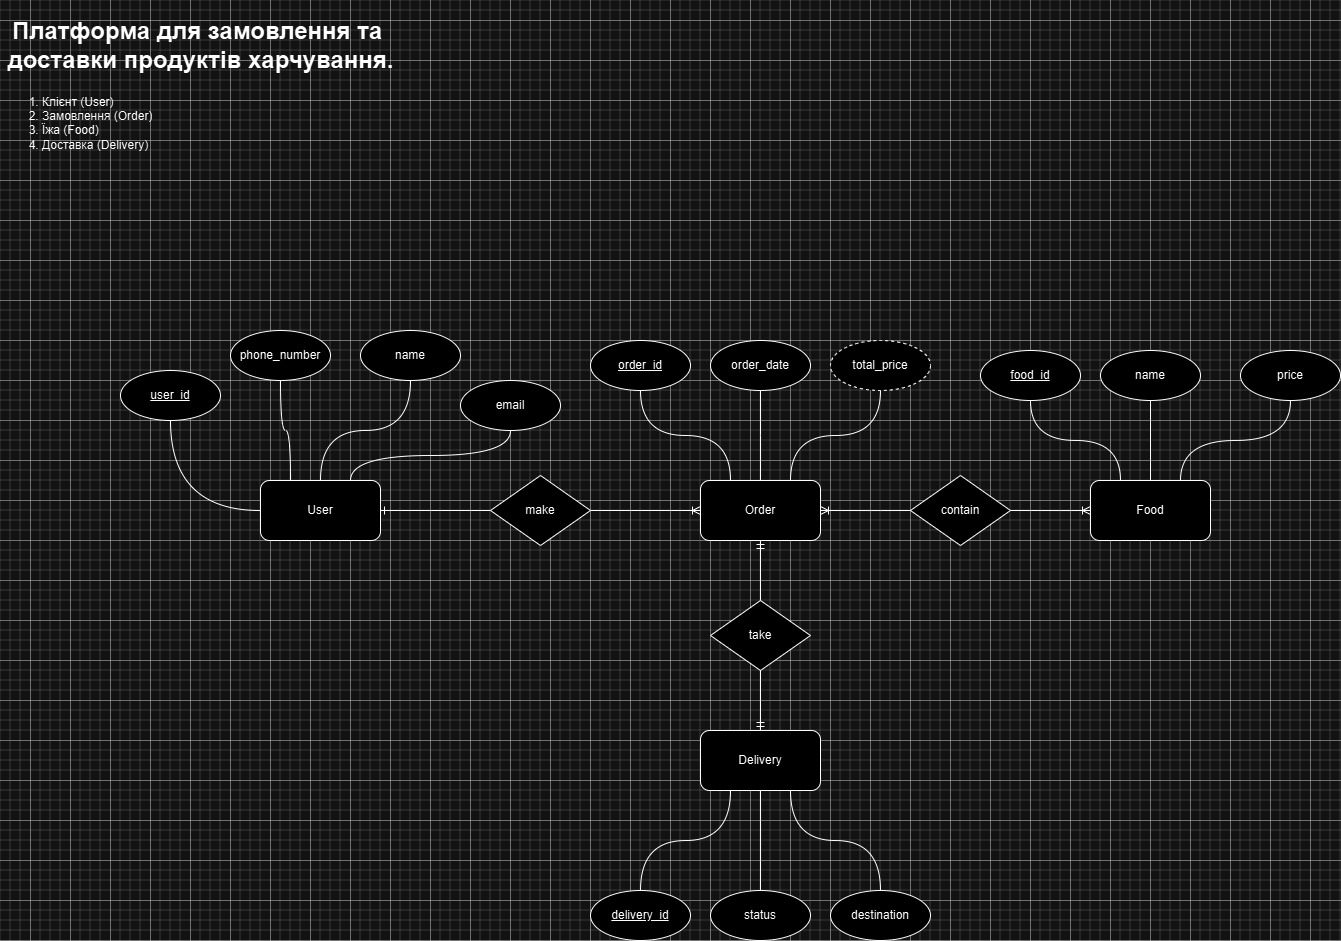 Платформа для замовлення та
доставки продуктів харчування.
1. Клієнт (User)
2. Замовлення (Order)
3. Їжа (Food)
4. Доставка (Delivery)
phone_number
name
user_id
email
order_id
order_date
total_price
food_id
name
price
User
make
Order
contain
Food
take
Delivery
delivery_id
status
destination